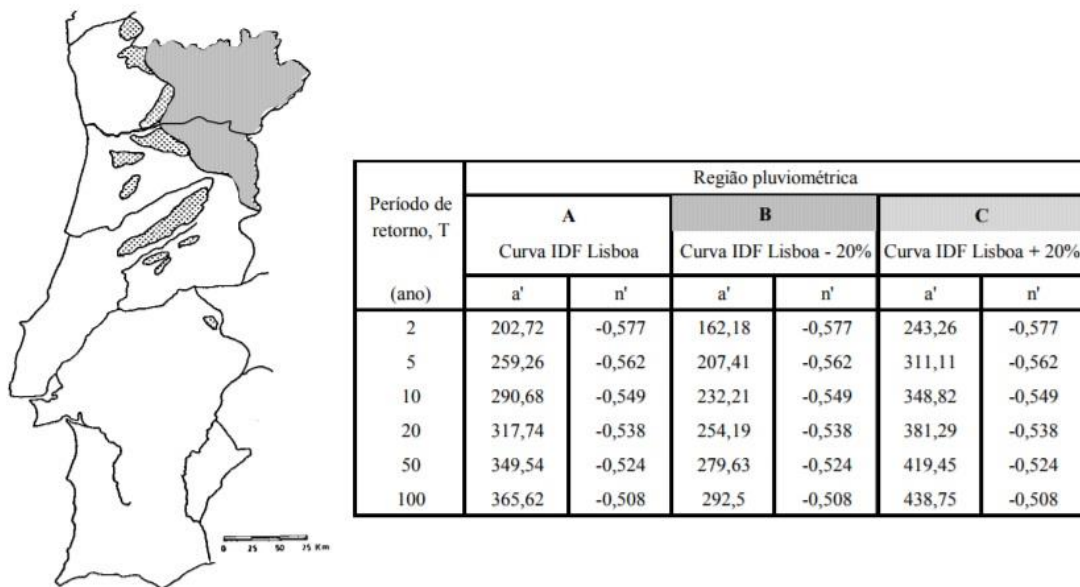 0 25 50 75 Km
Período de retorno, T
(ano)
Região pluviométrica
A B C
Curva IDF Lisboa Curva IDF Lisboa - 20% Curva IDF Lisboa + 20%
a' n' a' n' a' n'
2 202,72 -0,577 162,18 -0,577 243,26 -0,577
5 259,26 -0,562 207,41 -0,562 311,11 -0,562
10 290,68 -0,549 232,21 -0,549 348,82 -0,549
20 317,74 -0,538 254,19 -0,538 381,29 -0,538
50 349,54 -0,524 279,63 -0,524 419,45 -0,524
100 365,62 -0,508 292,5 -0,508 438,75 -0,508